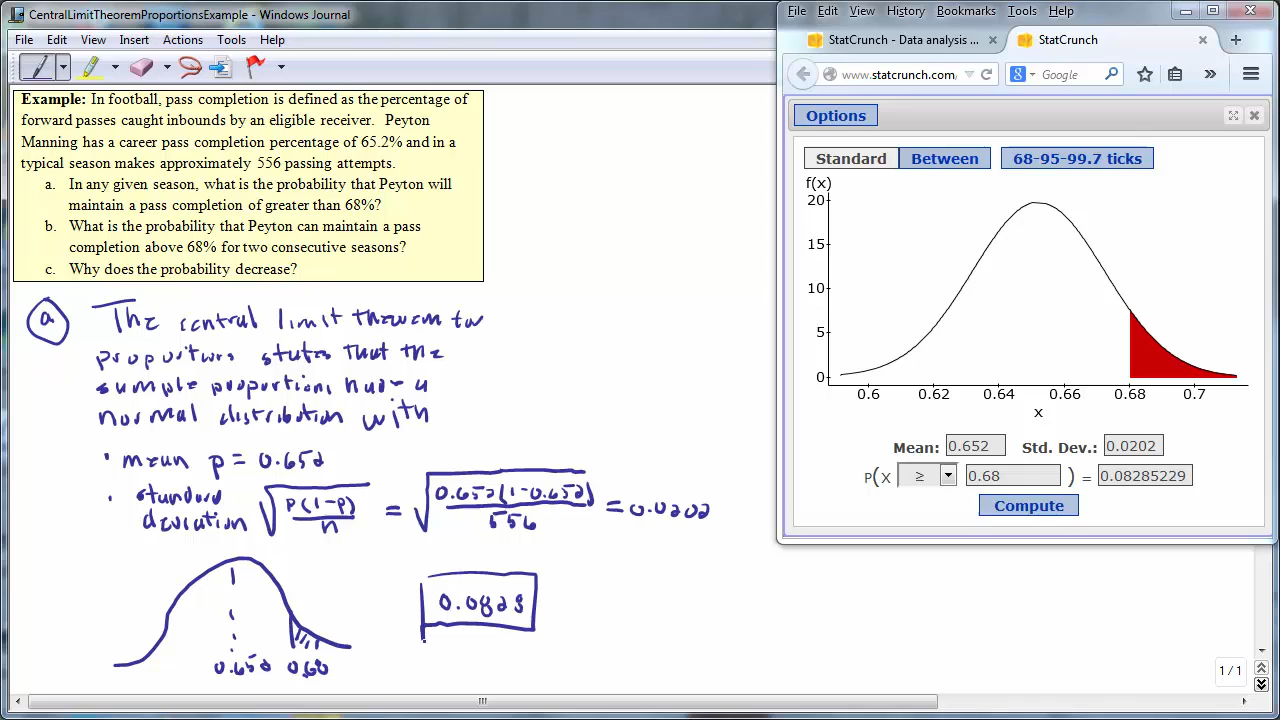 CentralLimitTheoremProportionsExample - Windows Journal
File Edit View Insert Actions Tools Help
Example: In football, pass completion is defined as the percentage of
forward passes caught inbounds by an eligible receiver. Peyton
Manning has a career pass completion percentage of 65.2% and in a
typical season makes approximately 556 passing attempts.
a. In any given season, what is the probability that Peyton will
maintain a pass completion of greater than 68%?
b. What is the probability that Peyton can maintain a pass
completion above 68% for two consecutive seasons?
c. Why does the probability decrease?
a The central limit theorem for
proportions states that the
sample proportions have a
normal distribution with
• mean p = 0.652
• standard
deviation √(p(1-p)/n) = √(0.652(1-0.652)/556) = 0.0202
0.652 0.68
0.0828
1 / 1
File Edit View History Bookmarks Tools Help
StatCrunch - Data analysis ... × StatCrunch × +
www.statcrunch.com/ Google
Options
Standard Between 68-95-99.7 ticks
f(x)
20
15
10
5
0
0.6 0.62 0.64 0.66 0.68 0.7
x
Mean: 0.652 Std. Dev.: 0.0202
P(X ≥ 0.68 ) = 0.08285229
Compute